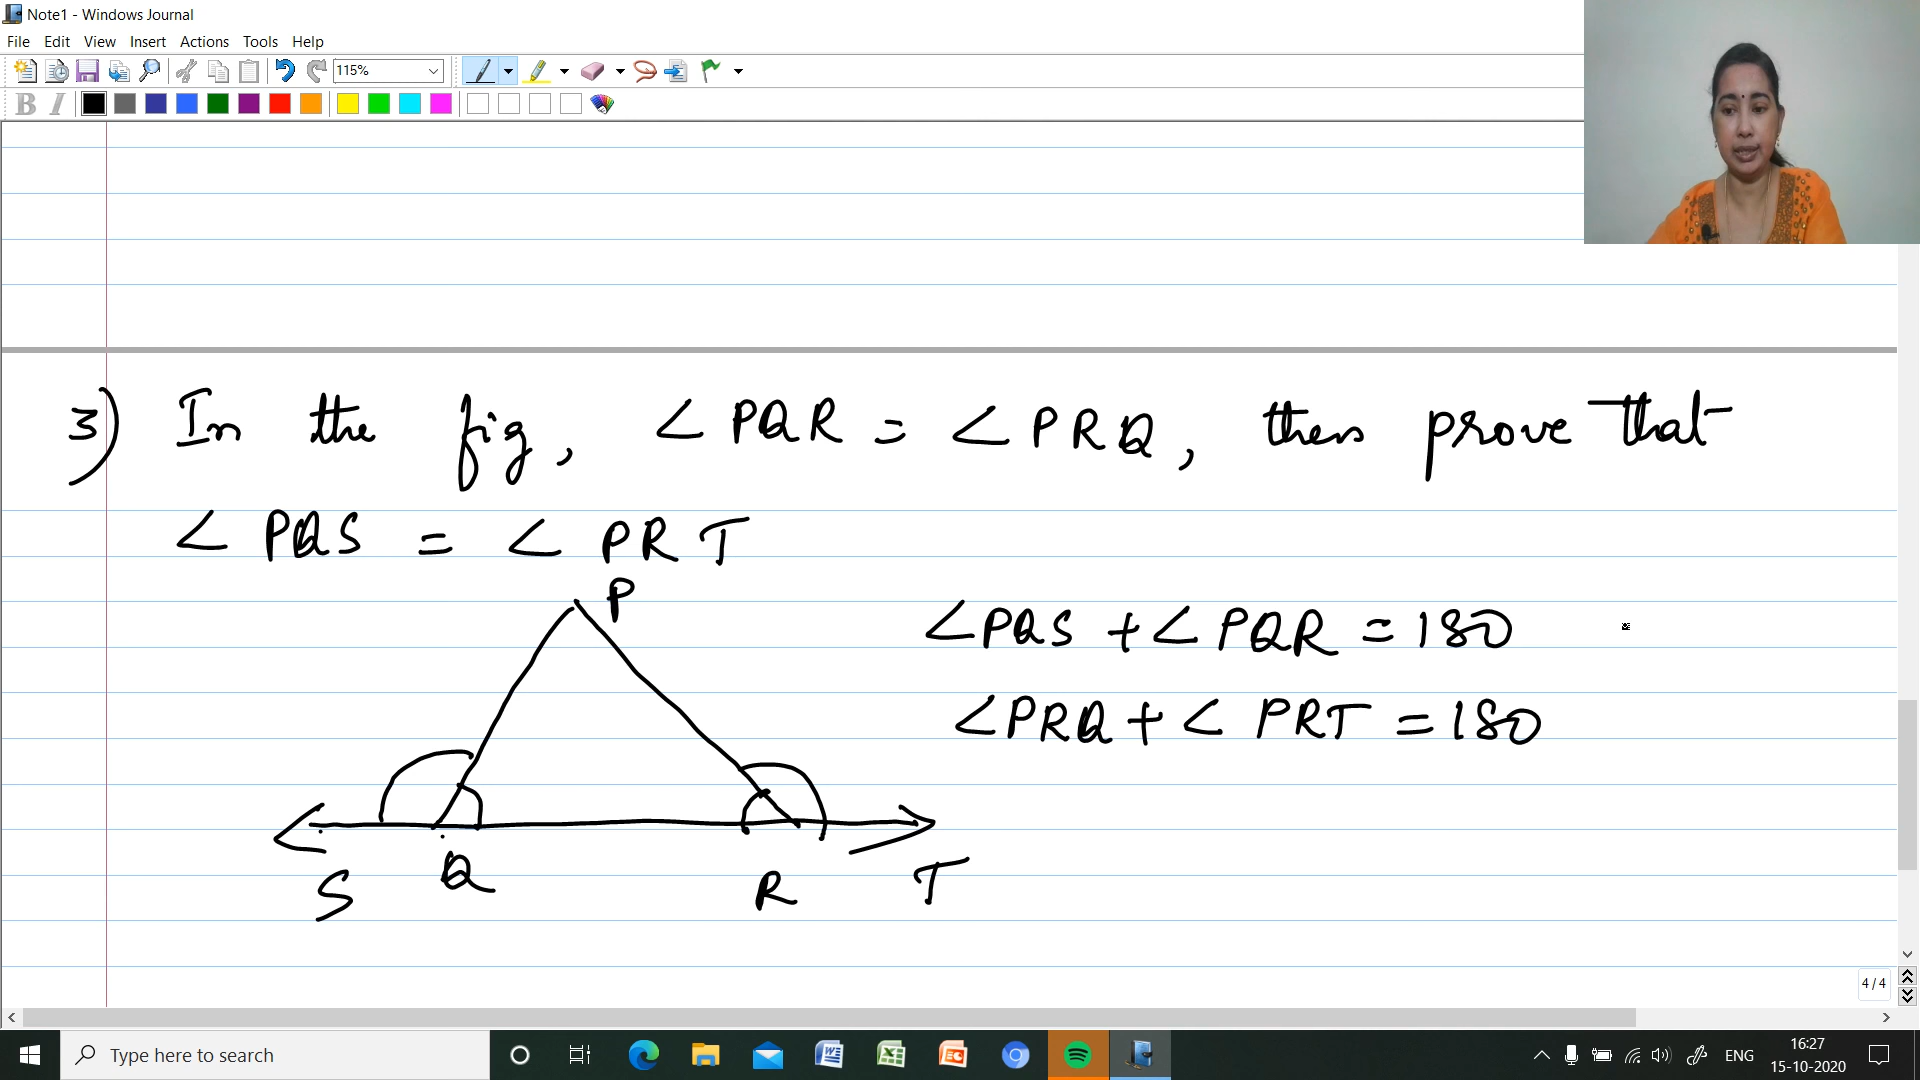 Note1 - Windows Journal
File Edit View Insert Actions Tools Help
115%
B I
3) In the fig, ∠PQR = ∠PRQ, then prove that
∠PQS = ∠PRT
P
∠PQS + ∠PQR = 180
∠PRQ + ∠PRT = 180
S Q R T
4 / 4
Type here to search
ENG
16:27
15-10-2020